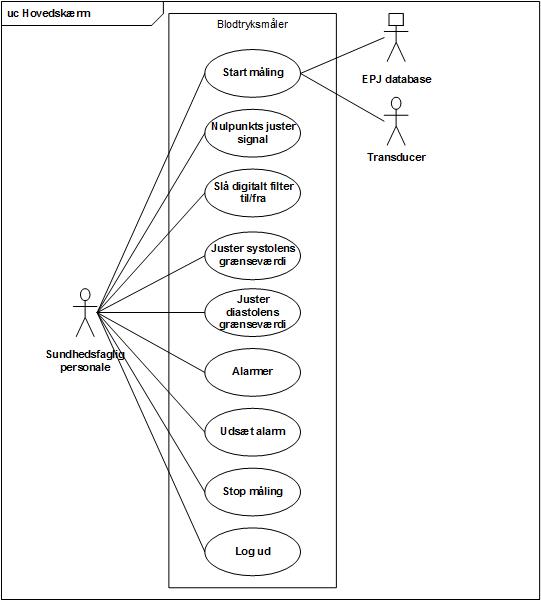 uc Hovedskærm
Blodtryksmåler
Start måling
EPJ database
Nulpunkts juster
signal
Transducer
Slå digitalt filter
til/fra
Juster systolens
grænseværdi
Juster
diastolens
grænseværdi
Sundhedsfaglig
personale
Alarmer
Udsæt alarm
Stop måling
Log ud